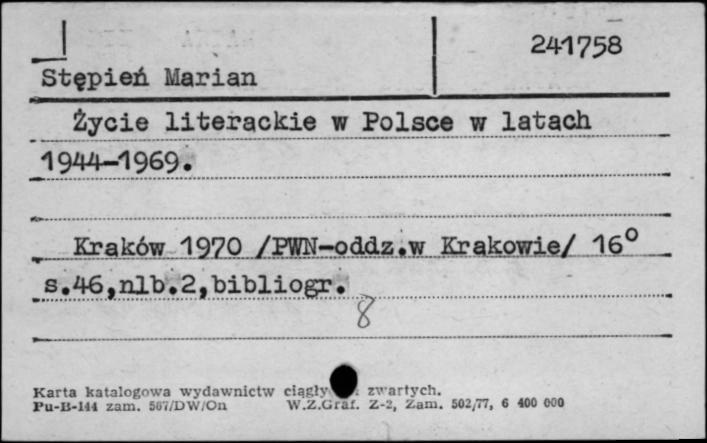 241758
Stępień Marian
Życie literackie w Polsce w latach
1944-1969.
Kraków 1970 /PWN-oddz.w Krakowie/ 16°
s.46,nlb.2,bibliogr.
8
Karta katalogowa wydawnictw ciągły zwartych.
Pu-B-144 zam. 567/DW/On W.Z.Graf. Z-2, Zam. 502/77, 6 400 000